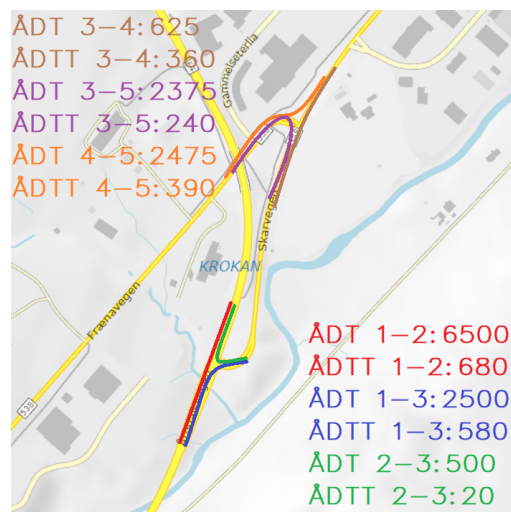 ÅDT 3-4:625
ÅDTT 3-4:360
ÅDT 3-5:2375
ÅDTT 3-5:240
ÅDT 4-5:2475
ÅDTT 4-5:390
Gammelseterlia
Skarvegen
KROKAN
Frænavegen
ÅDT 1-2:6500
ÅDTT 1-2:680
ÅDT 1-3:2500
ÅDTT 1-3:580
ÅDT 2-3:500
ÅDTT 2-3:20